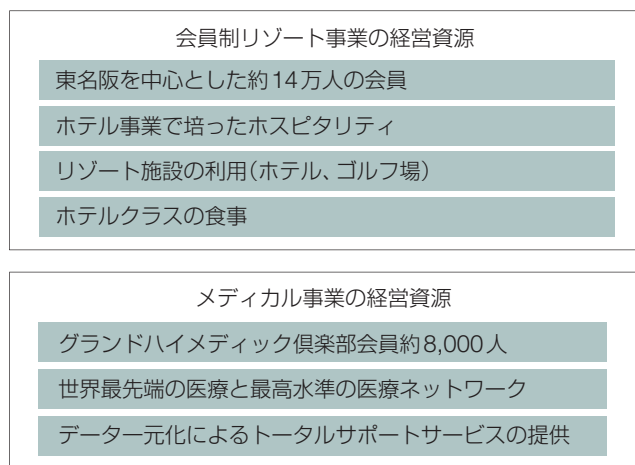 会員制リゾート事業の経営資源
東名阪を中心とした約14万人の会員
ホテル事業で培ったホスピタリティ
リゾート施設の利用(ホテル、ゴルフ場)
ホテルクラスの食事
メディカル事業の経営資源
グランドハイメディック倶楽部会員約8,000人
世界最先端の医療と最高水準の医療ネットワーク
データ一元化によるトータルサポートサービスの提供